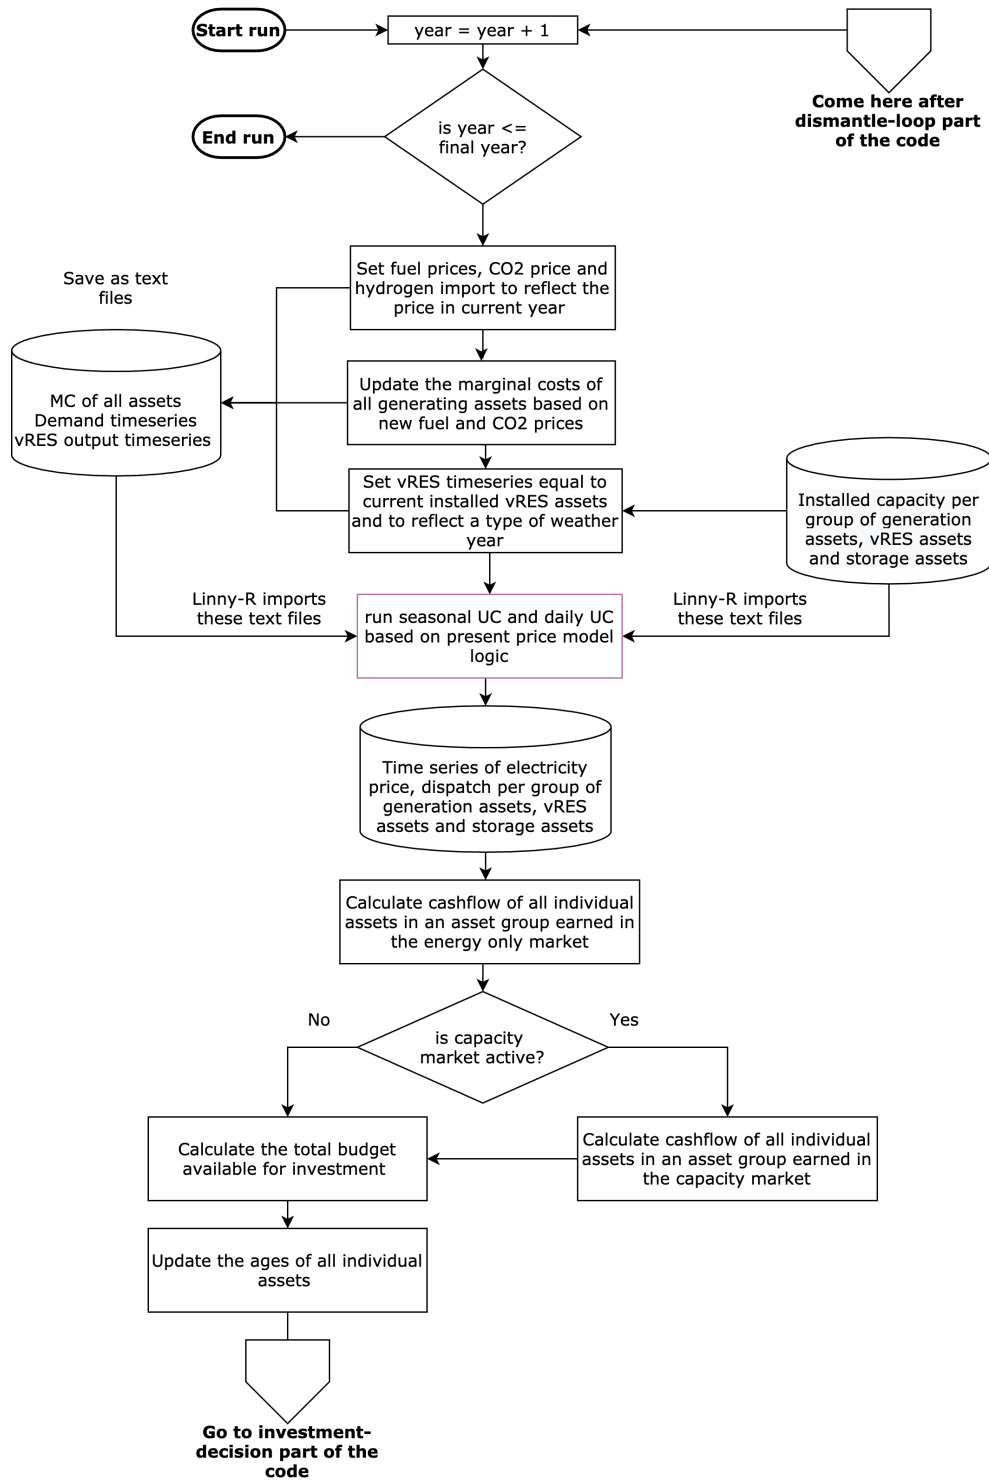 Start run
year = year + 1
Come here after
dismantle-loop part
of the code
End run
is year <=
final year?
Set fuel prices, CO2 price and
hydrogen import to reflect the
price in current year
Save as text
files
Update the marginal costs of
all generating assets based on
new fuel and CO2 prices
MC of all assets
Demand timeseries
vRES output timeseries
Set vRES timeseries equal to
current installed vRES assets
and to reflect a type of weather
year
Installed capacity per
group of generation
assets, vRES assets
and storage assets
Linny-R imports
these text files
run seasonal UC and daily UC
based on present price model
logic
Linny-R imports
these text files
Time series of electricity
price, dispatch per group of
generation assets, vRES
assets and storage assets
Calculate cashflow of all individual
assets in an asset group earned in
the energy only market
No
is capacity
market active?
Yes
Calculate the total budget
available for investment
Calculate cashflow of all individual
assets in an asset group earned in
the capacity market
Update the ages of all individual
assets
Go to investment-
decision part of the
code